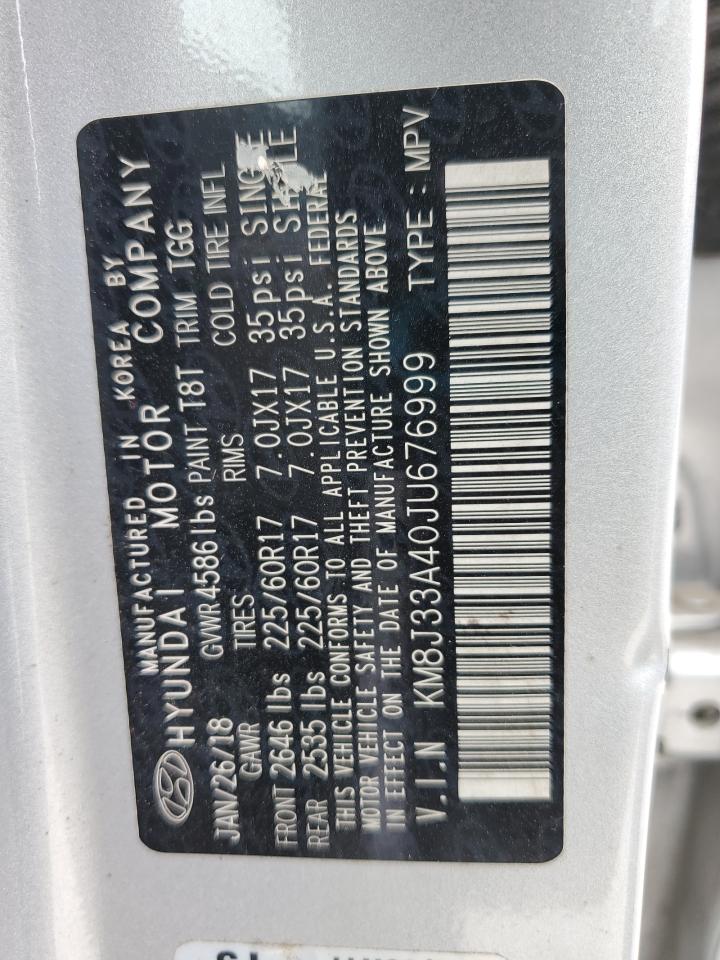 MANUFACTURED IN KOREA BY
HYUNDAI MOTOR COMPANY
JAN/26/18 GVWR 4586 lbs PAINT T8T TRIM TGG
GAWR TIRES RIMS COLD TIRE INFL
FRONT 2646 lbs 225/60R17 7.0JX17 35psi SINGLE
REAR 2535 lbs 225/60R17 7.0JX17 35psi SINGLE
THIS VEHICLE CONFORMS TO ALL APPLICABLE U.S.A. FEDERAL
MOTOR VEHICLE SAFETY AND THEFT PREVENTION STANDARDS
IN EFFECT ON THE DATE OF MANUFACTURE SHOWN ABOVE
V.I.N KM8J33A40JU676999 TYPE : MPV